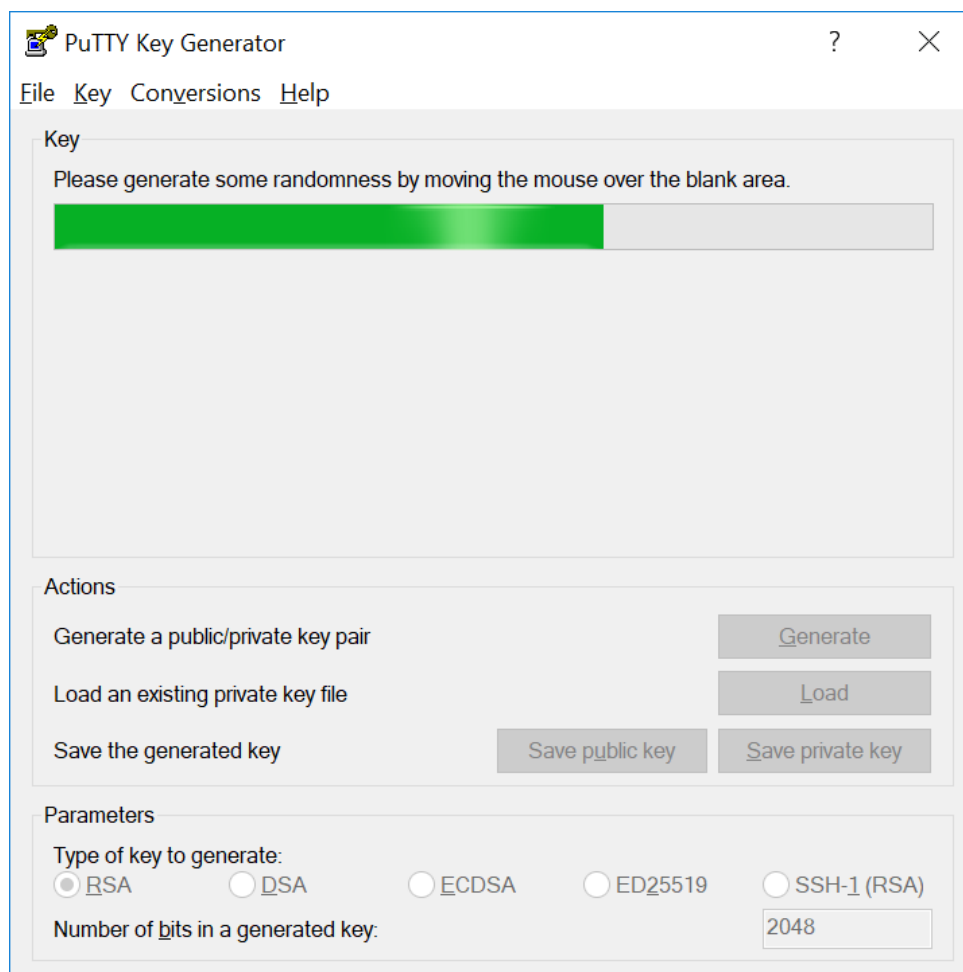 PuTTY Key Generator
? ×
File Key Conversions Help
Key
Please generate some randomness by moving the mouse over the blank area.
Actions
Generate a public/private key pair Generate
Load an existing private key file Load
Save the generated key Save public key Save private key
Parameters
Type of key to generate:
RSA DSA ECDSA ED25519 SSH-1 (RSA)
Number of bits in a generated key: 2048